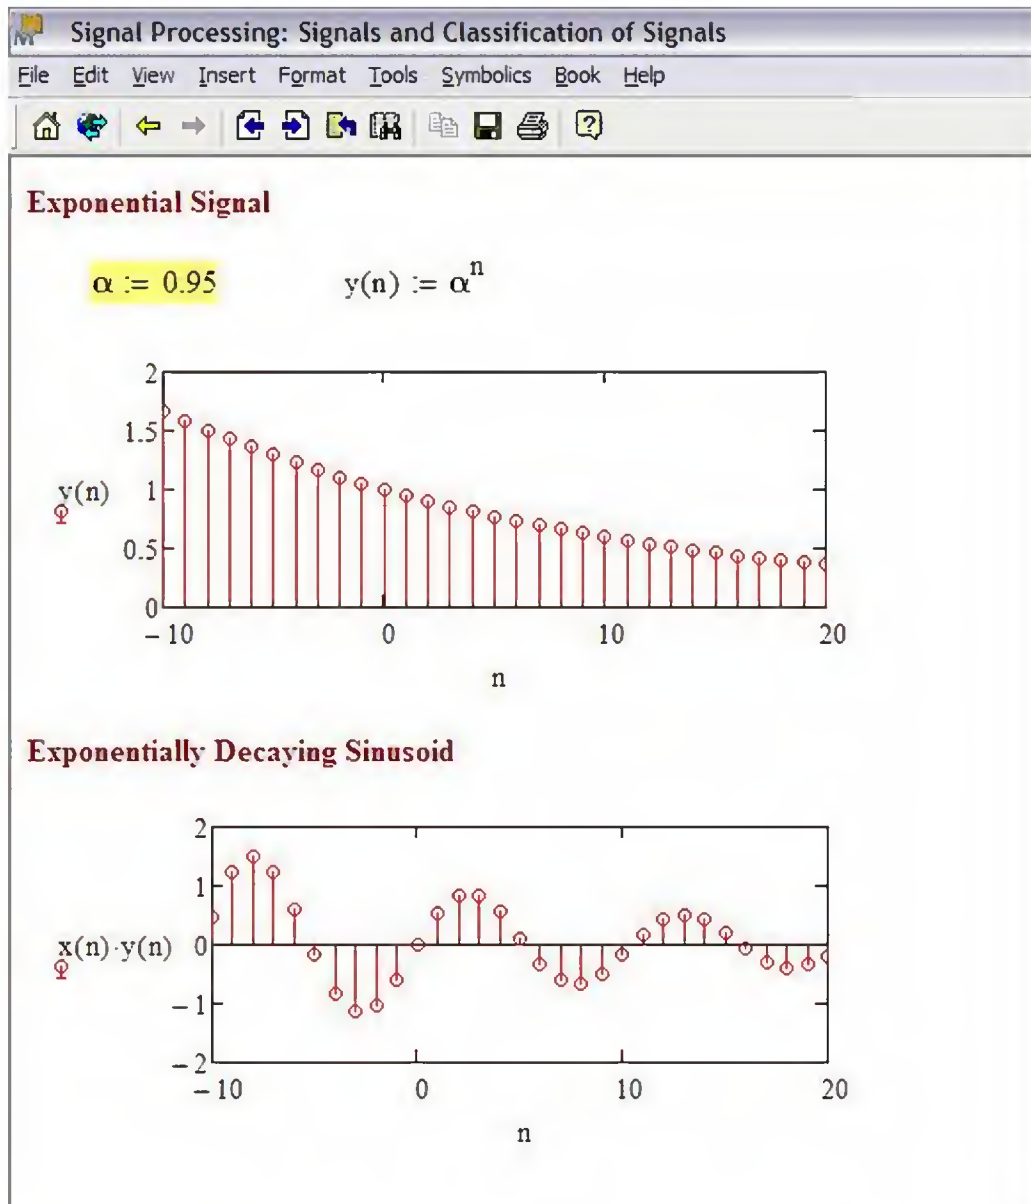 Signal Processing: Signals and Classification of Signals
File Edit View Insert Format Tools Symbolics Book Help
Exponential Signal
α := 0.95 y(n) := α^n
2
1.5
y(n) 1
0.5
0
−10 0 10 20
n
Exponentially Decaying Sinusoid
2
1
x(n)·y(n) 0
−1
−2
−10 0 10 20
n